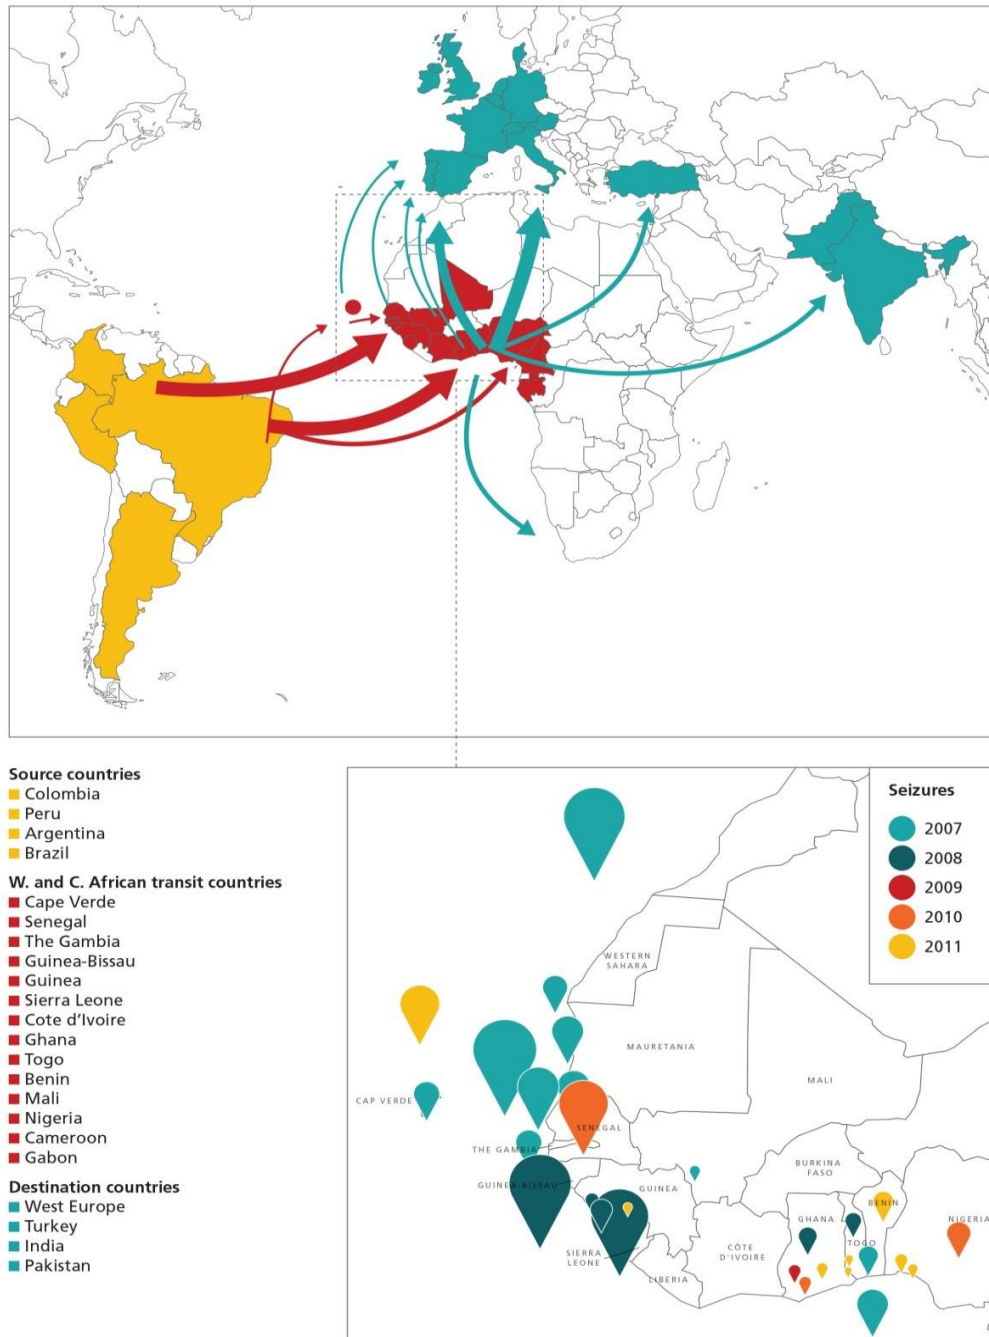 Source countries
Colombia
Peru
Argentina
Brazil
W. and C. African transit countries
Cape Verde
Senegal
The Gambia
Guinea-Bissau
Guinea
Sierra Leone
Cote d'Ivoire
Ghana
Togo
Benin
Mali
Nigeria
Cameroon
Gabon
Destination countries
West Europe
Turkey
India
Pakistan
Seizures
2007
2008
2009
2010
2011
WESTERN
SAHARA
MAURETANIA
MALI
CAP VERDE
SENEGAL
THE GAMBIA
GUINEA-BISSAU
GUINEA
BURKINA
FASO
BENIN
GHANA
NIGERIA
TOGO
CÔTE
D'IVOIRE
SIERRA
LEONE
LIBERIA